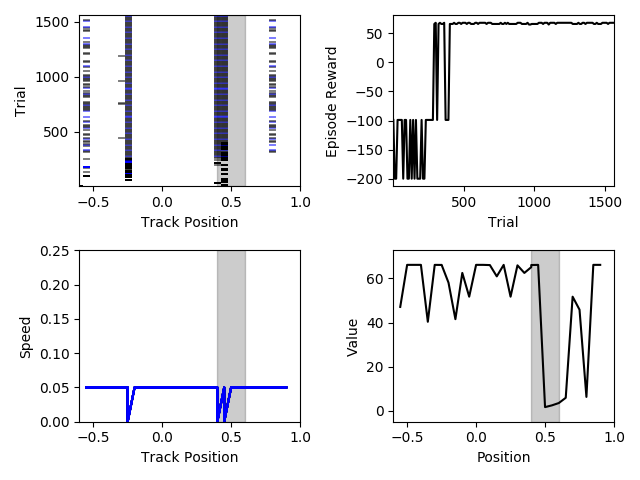 1500
1000
500
Trial
−0.5 0.0 0.5 1.0
Track Position
50
0
−50
−100
−150
−200
Episode Reward
500 1000 1500
Trial
0.25
0.20
0.15
0.10
0.05
0.00
Speed
−0.5 0.0 0.5 1.0
Track Position
60
40
20
0
Value
−0.5 0.0 0.5 1.0
Position